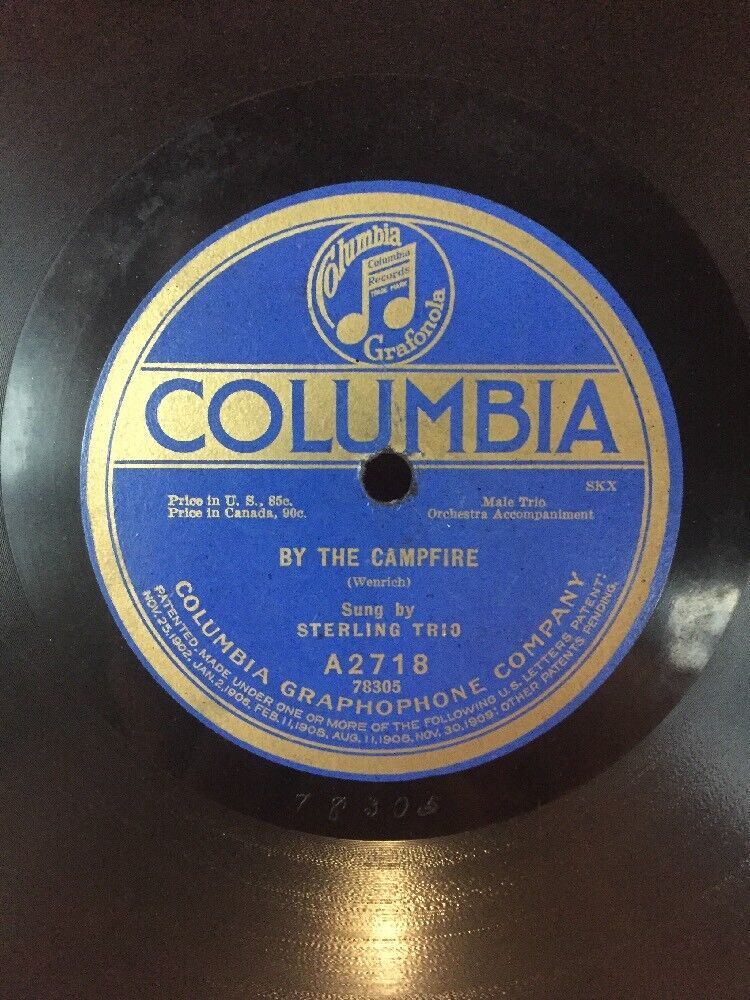 Columbia
Columbia
Records
TRADE MARK
Grafonola
COLUMBIA
SKX
Price in U. S., 85c.
Price in Canada, 90c.
Male Trio
Orchestra Accompaniment
BY THE CAMPFIRE
(Wenrich)
Sung by
STERLING TRIO
A2718
78305
COLUMBIA GRAPHOPHONE COMPANY
PATENTED. MADE UNDER ONE OR MORE OF THE FOLLOWING U.S. LETTERS PATENT:
NOV. 25, 1902, JAN. 2, 1906, FEB. 11, 1908, AUG. 11, 1908, NOV. 30, 1909; OTHER PATENTS PENDING.
78305